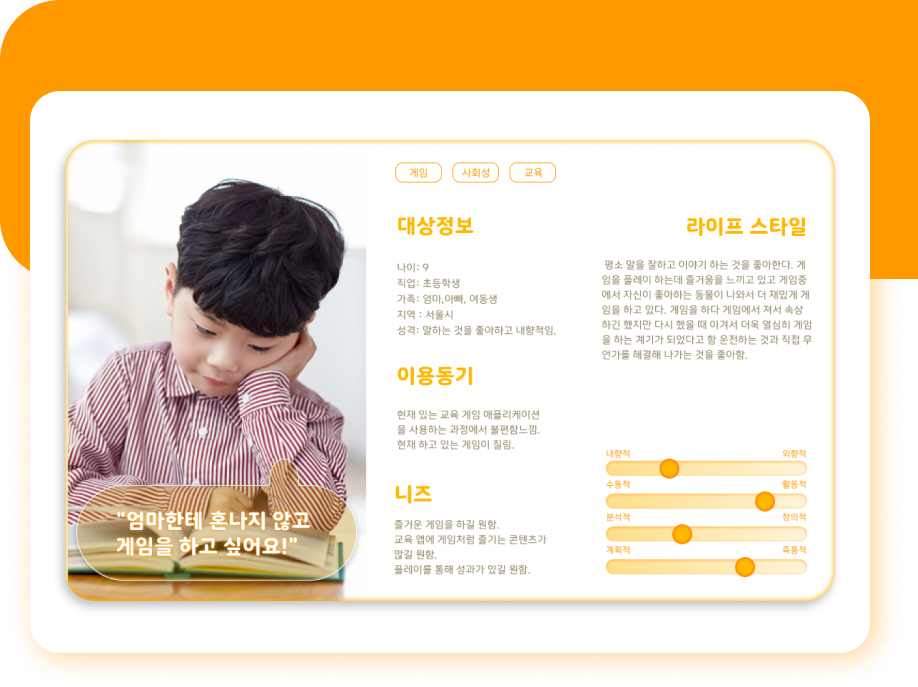 게임 사회성 교육
대상정보
나이: 9
직업: 초등학생
가족: 엄마,아빠, 여동생
지역 : 서울시
성격: 말하는 것을 좋아하고 내향적임.
이용동기
현재 있는 교육 게임 애플리케이션
을 사용하는 과정에서 불편함느낌.
현재 하고 있는 게임이 질림.
니즈
즐거운 게임을 하길 원함.
교육 앱에 게임처럼 즐기는 콘텐츠가
많길 원함.
플레이를 통해 성과가 있길 원함.
라이프 스타일
평소 말을 잘하고 이야기 하는 것을 좋아한다. 게
임을 플레이 하는데 즐거움을 느끼고 있고 게임중
에서 자신이 좋아하는 동물이 나와서 더 재밌게 게
임을 하고 있다. 게임을 하다 게임에서 져서 속상
하긴 했지만 다시 했을 때 이겨서 더욱 열심히 게임
을 하는 계기가 되었다고 함 운전하는 것과 직접 무
언가를 해결해 나가는 것을 좋아함.
내향적 외향적
수동적 활동적
분석적 창의적
계획적 즉흥적
"엄마한테 혼나지 않고
게임을 하고 싶어요!"